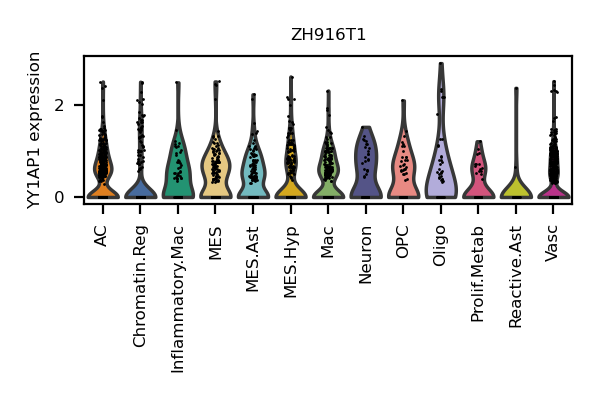 ZH916T1
YY1AP1 expression
2
0
AC
Chromatin.Reg
Inflammatory.Mac
MES
MES.Ast
MES.Hyp
Mac
Neuron
OPC
Oligo
Prolif.Metab
Reactive.Ast
Vasc